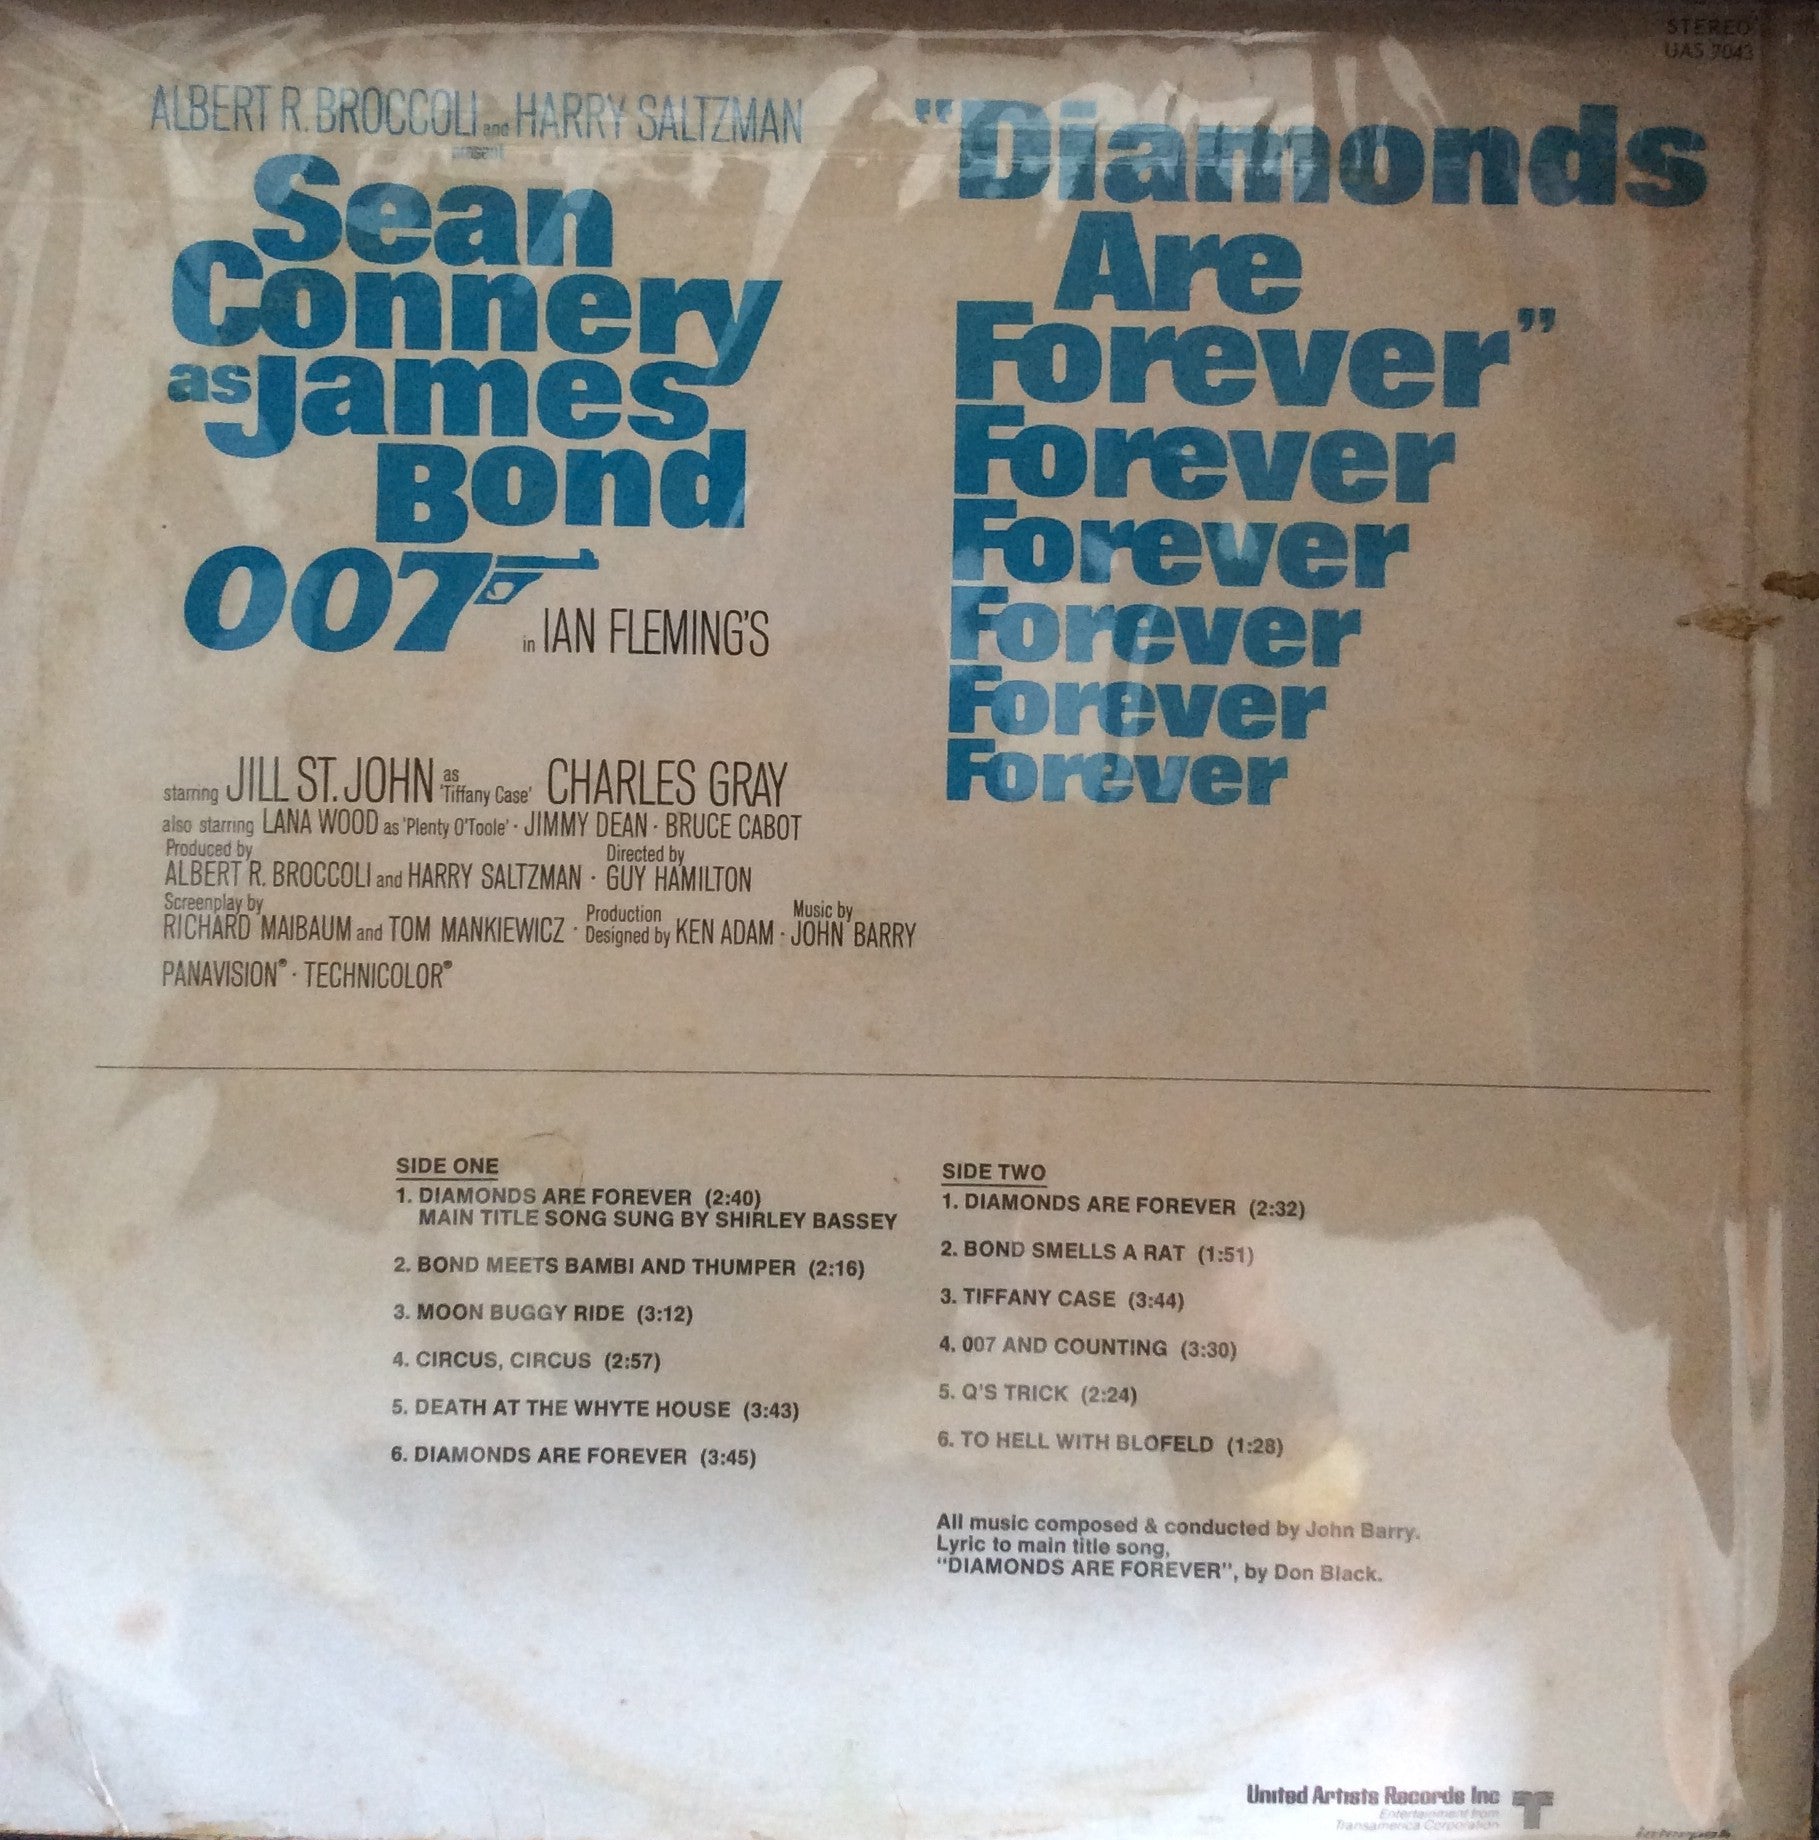 STEREO
UAS 7043
ALBERT R. BROCCOLI and HARRY SALTZMAN
present
Sean
Connery
as James
Bond
007
in IAN FLEMING'S
"Diamonds
Are
Forever"
Forever
Forever
Forever
Forever
Forever
starring JILL ST. JOHN as 'Tiffany Case' CHARLES GRAY
also starring LANA WOOD as 'Plenty O'Toole' · JIMMY DEAN · BRUCE CABOT
Produced by ALBERT R. BROCCOLI and HARRY SALTZMAN · Directed by GUY HAMILTON
Screenplay by RICHARD MAIBAUM and TOM MANKIEWICZ · Production Designed by KEN ADAM · Music by JOHN BARRY
PANAVISION® · TECHNICOLOR®
SIDE ONE
1. DIAMONDS ARE FOREVER (2:40)
MAIN TITLE SONG SUNG BY SHIRLEY BASSEY
2. BOND MEETS BAMBI AND THUMPER (2:16)
3. MOON BUGGY RIDE (3:12)
4. CIRCUS, CIRCUS (2:57)
5. DEATH AT THE WHYTE HOUSE (3:43)
6. DIAMONDS ARE FOREVER (3:45)
SIDE TWO
1. DIAMONDS ARE FOREVER (2:32)
2. BOND SMELLS A RAT (1:51)
3. TIFFANY CASE (3:44)
4. 007 AND COUNTING (3:30)
5. Q'S TRICK (2:24)
6. TO HELL WITH BLOFELD (1:28)
All music composed & conducted by John Barry.
Lyric to main title song,
"DIAMONDS ARE FOREVER", by Don Black.
United Artists Records Inc
Entertainment from
Transamerica Corporation